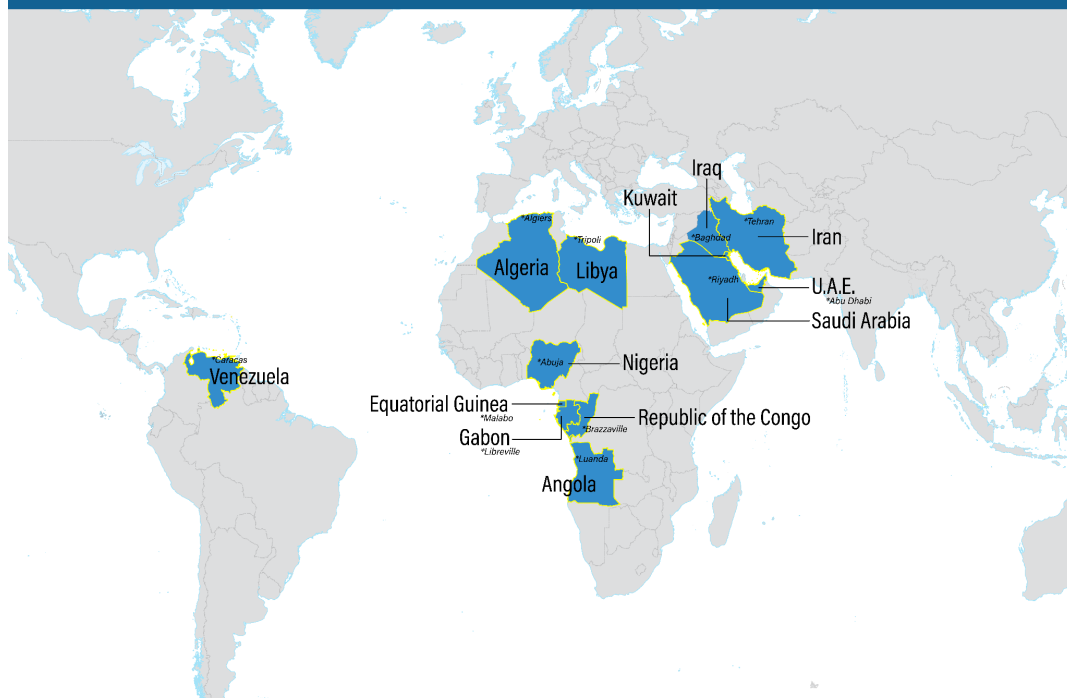 Iraq
Kuwait
*Algiers
*Tehran
*Tripoli
*Baghdad
Iran
Algeria
Libya
*Riyadh
U.A.E.
*Abu Dhabi
Saudi Arabia
*Caracas
Venezuela
*Abuja
Nigeria
Equatorial Guinea
*Malabo
Republic of the Congo
*Brazzaville
Gabon
*Libreville
*Luanda
Angola